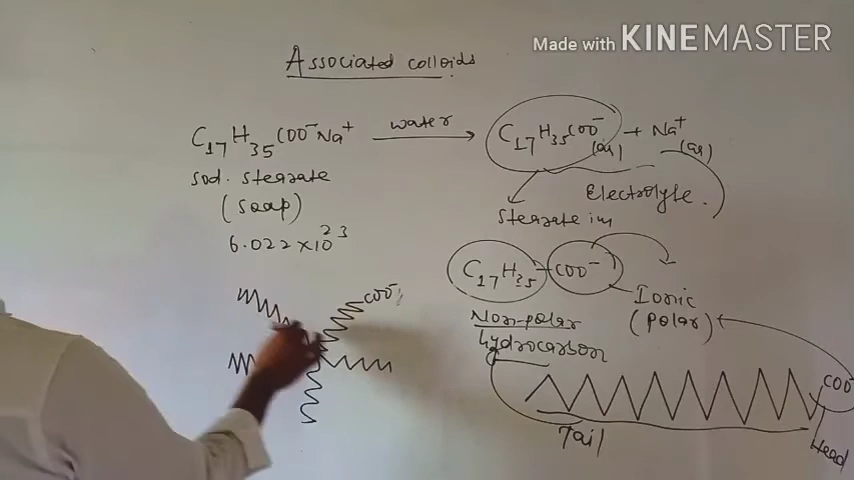 Made with KINEMASTER
Associated colloids
C17H35COO⁻Na⁺ water C17H35COO⁻(aq) + Na⁺(aq)
sod. stearate
(soap)
Electrolyte.
Stearate ion
6.022×10²³
C17H35 COO⁻
Ionic
(polar)
Non-polar
hydrocarbon
COO⁻
COO
Tail
Head